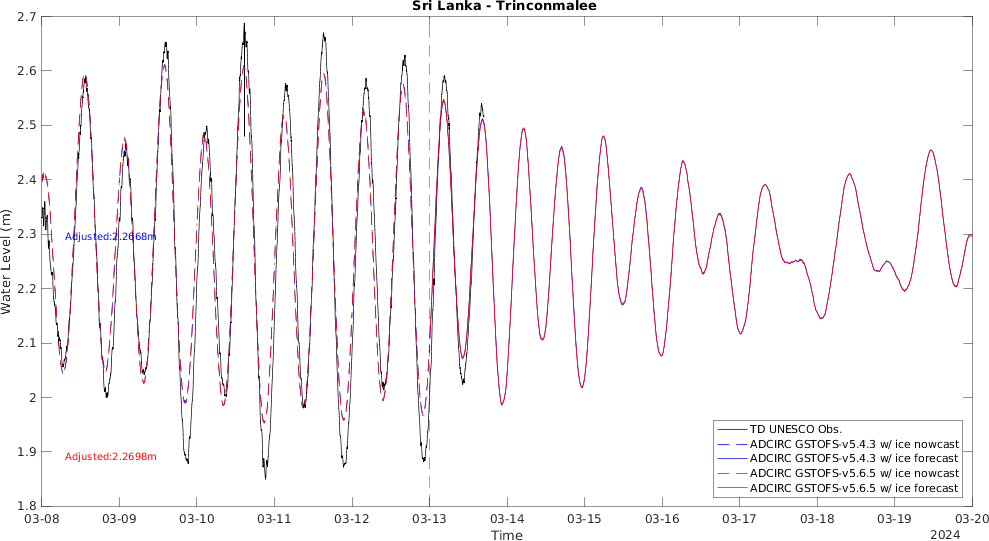 Sri Lanka - Trinconmalee
2.7
2.6
2.5
2.4
2.3
2.2
2.1
2
1.9
1.8
Water Level (m)
Adjusted:2.2668m
Adjusted:2.2698m
TD UNESCO Obs.
ADCIRC GSTOFS-v5.4.3 w/ ice nowcast
ADCIRC GSTOFS-v5.4.3 w/ ice forecast
ADCIRC GSTOFS-v5.6.5 w/ ice nowcast
ADCIRC GSTOFS-v5.6.5 w/ ice forecast
03-08 03-09 03-10 03-11 03-12 03-13 03-14 03-15 03-16 03-17 03-18 03-19 03-20
Time
2024